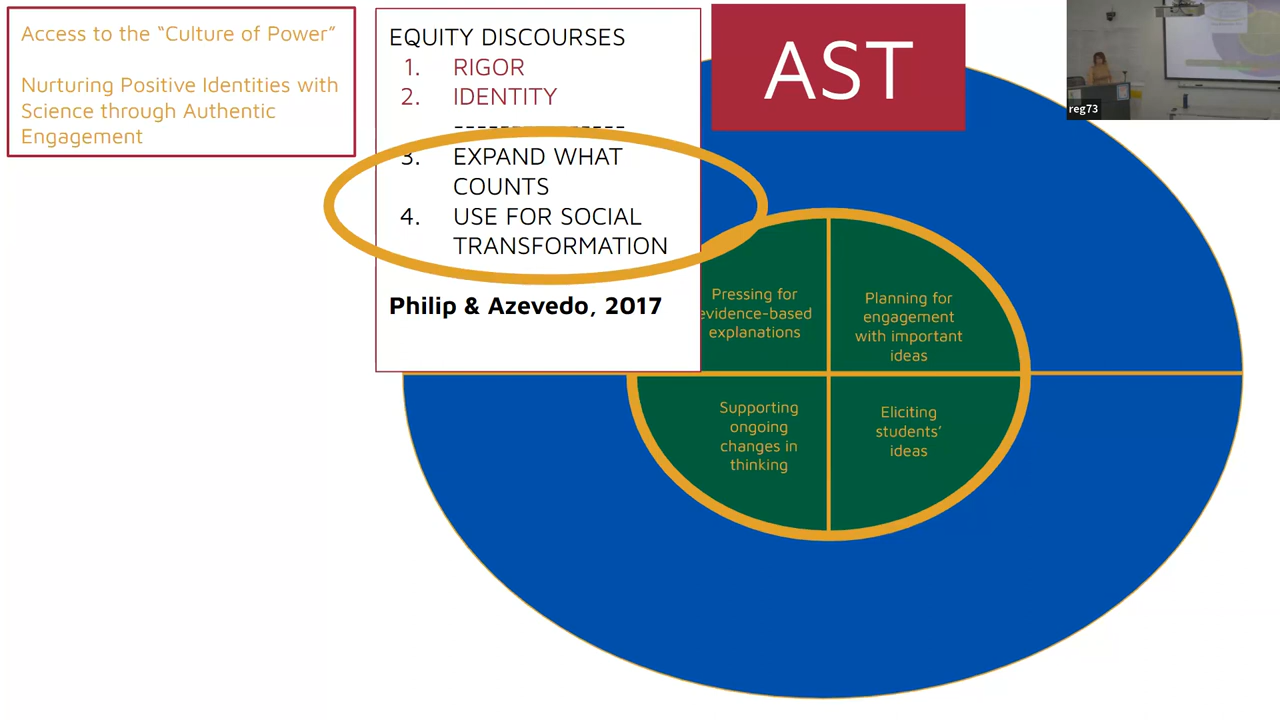 Access to the “Culture of Power”
Nurturing Positive Identities with
Science through Authentic
Engagement
EQUITY DISCOURSES
1. RIGOR
2. IDENTITY
----------------
3. EXPAND WHAT
COUNTS
4. USE FOR SOCIAL
TRANSFORMATION
Philip & Azevedo, 2017
AST
reg73
Pressing for
evidence-based
explanations
Planning for
engagement
with important
ideas
Supporting
ongoing
changes in
thinking
Eliciting
students’
ideas